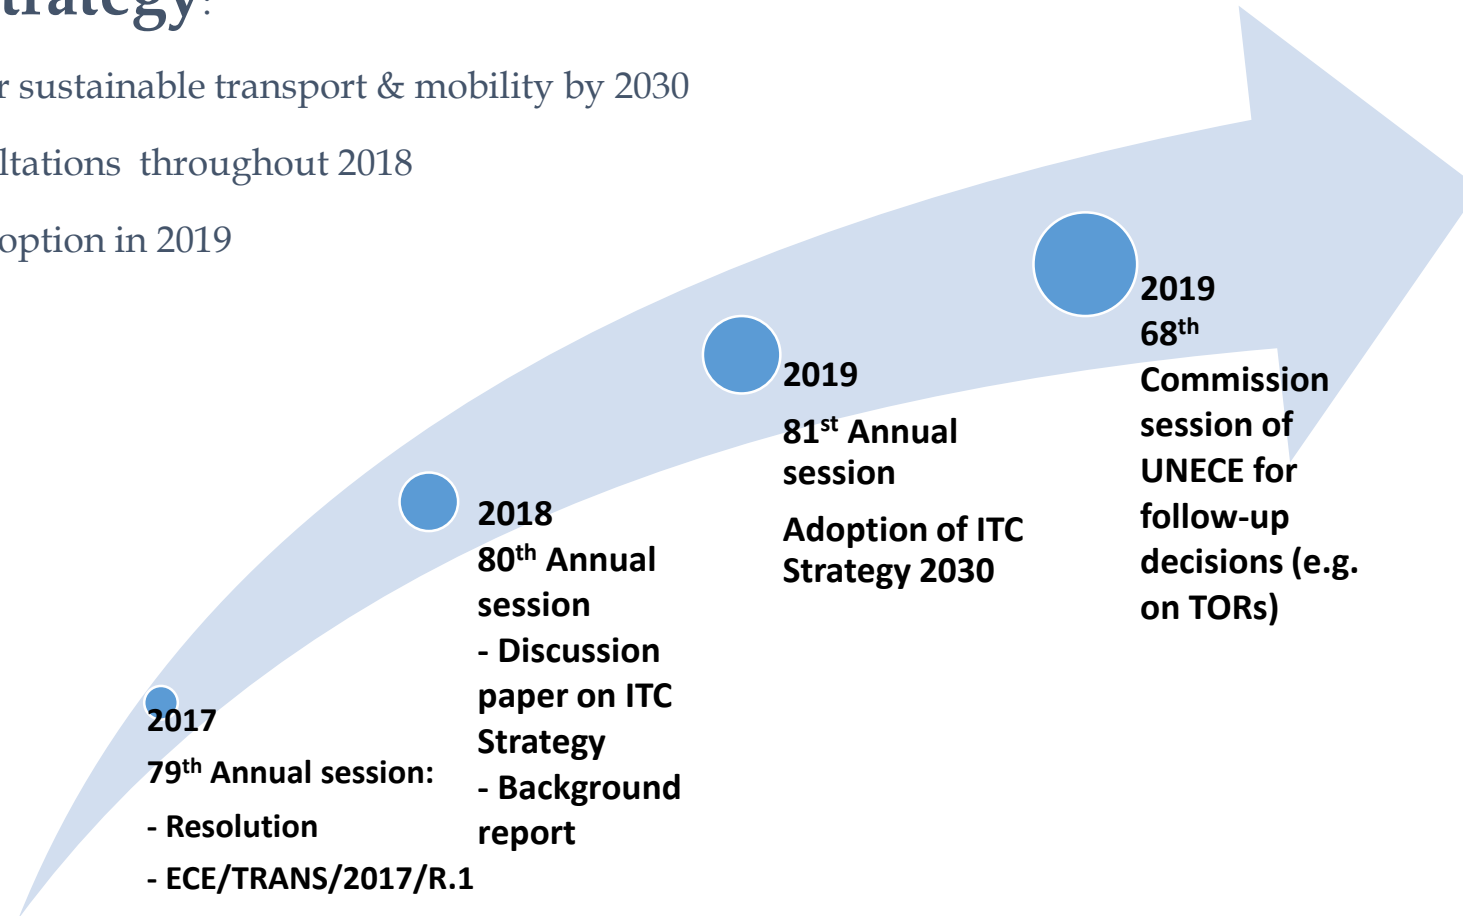 trategy:
r sustainable transport & mobility by 2030
ltations throughout 2018
option in 2019
2017
79th Annual session:
- Resolution
- ECE/TRANS/2017/R.1
2018
80th Annual
session
- Discussion
paper on ITC
Strategy
- Background
report
2019
81st Annual
session
Adoption of ITC
Strategy 2030
2019
68th
Commission
session of
UNECE for
follow-up
decisions (e.g.
on TORs)